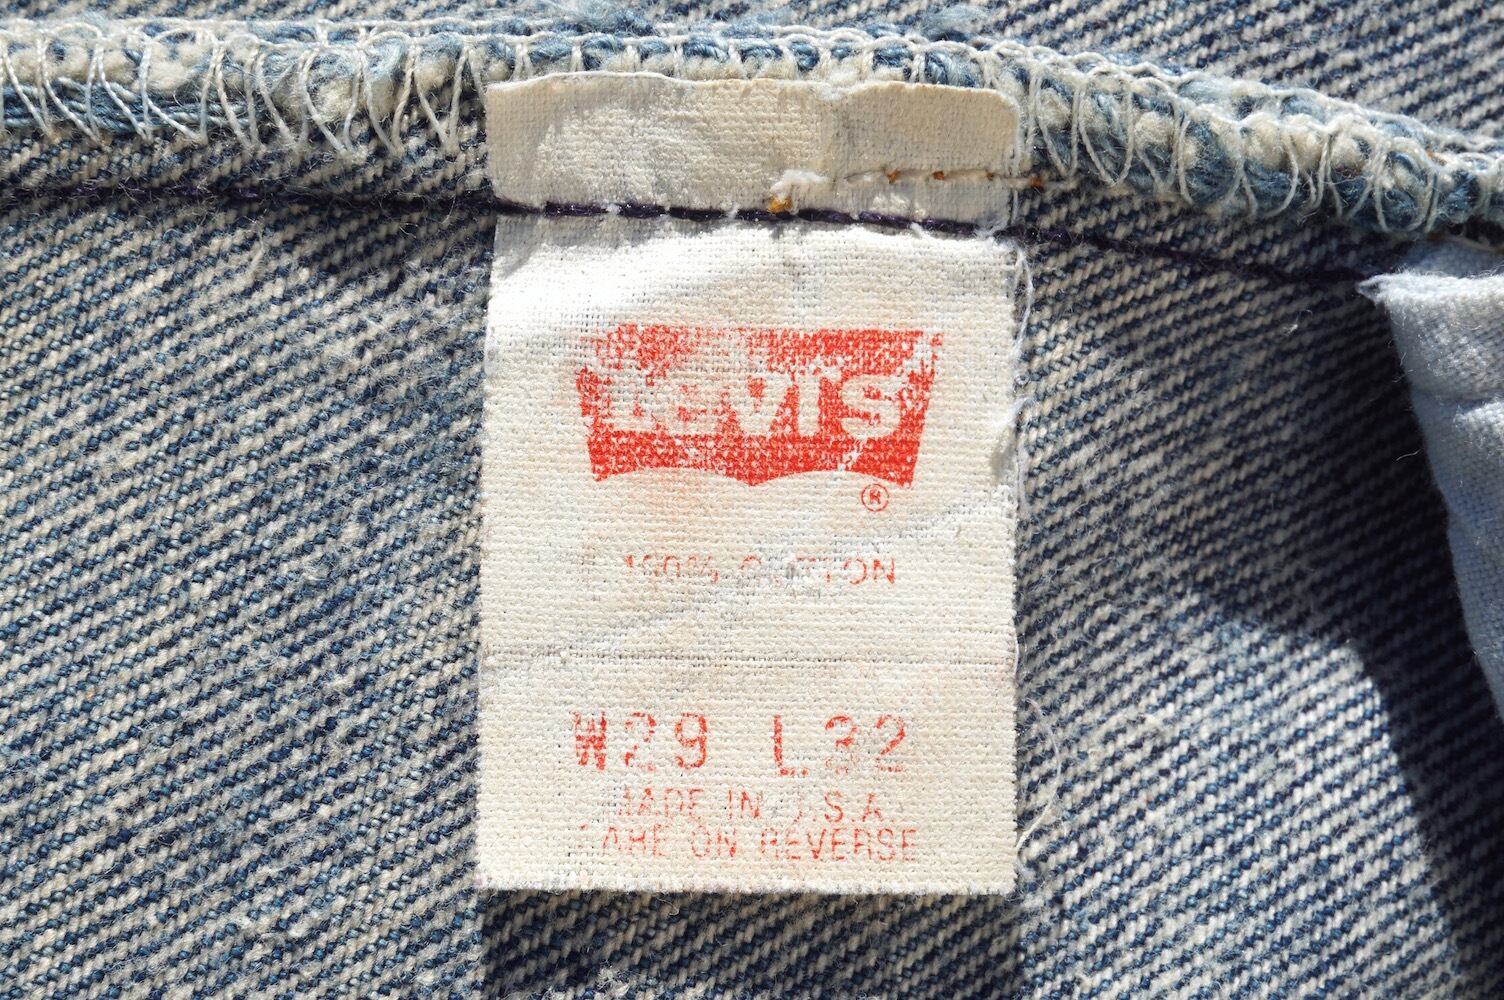 Levi's
®
100% COTTON
W29 L32
MADE IN U.S.A.
CARE ON REVERSE